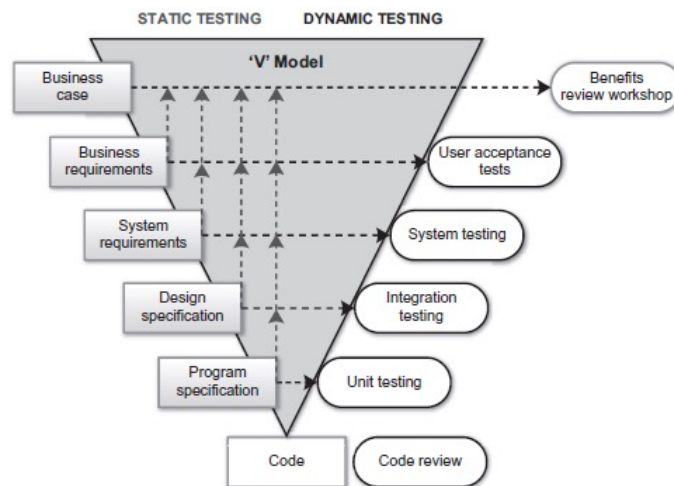 STATIC TESTING DYNAMIC TESTING
‘V’ Model
Business
case
Benefits
review workshop
Business
requirements
User acceptance
tests
System
requirements
System testing
Design
specification
Integration
testing
Program
specification
Unit testing
Code
Code review